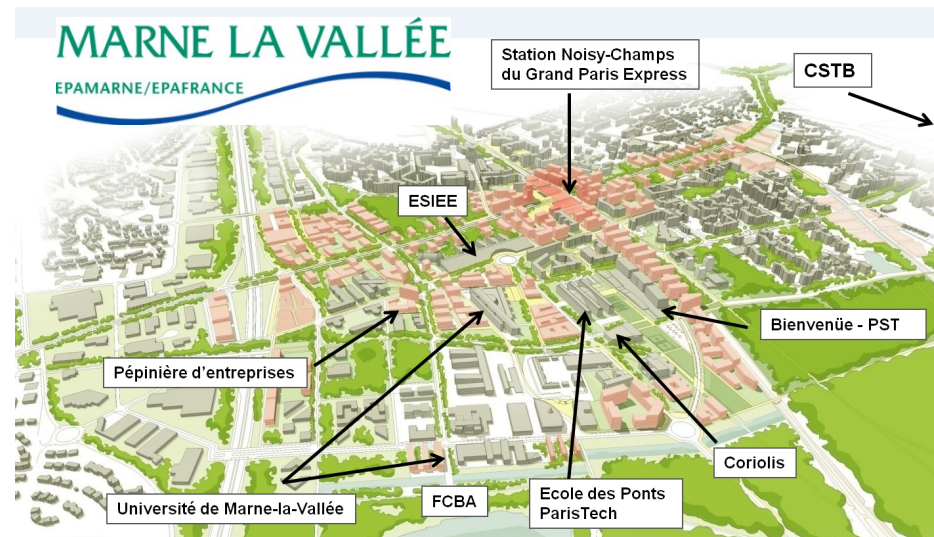 MARNE LA VALLÉE
EPAMARNE/EPAFRANCE
Station Noisy-Champs
du Grand Paris Express
CSTB
ESIEE
Bienvenüe - PST
Pépinière d'entreprises
Coriolis
Université de Marne-la-Vallée
FCBA
Ecole des Ponts
ParisTech